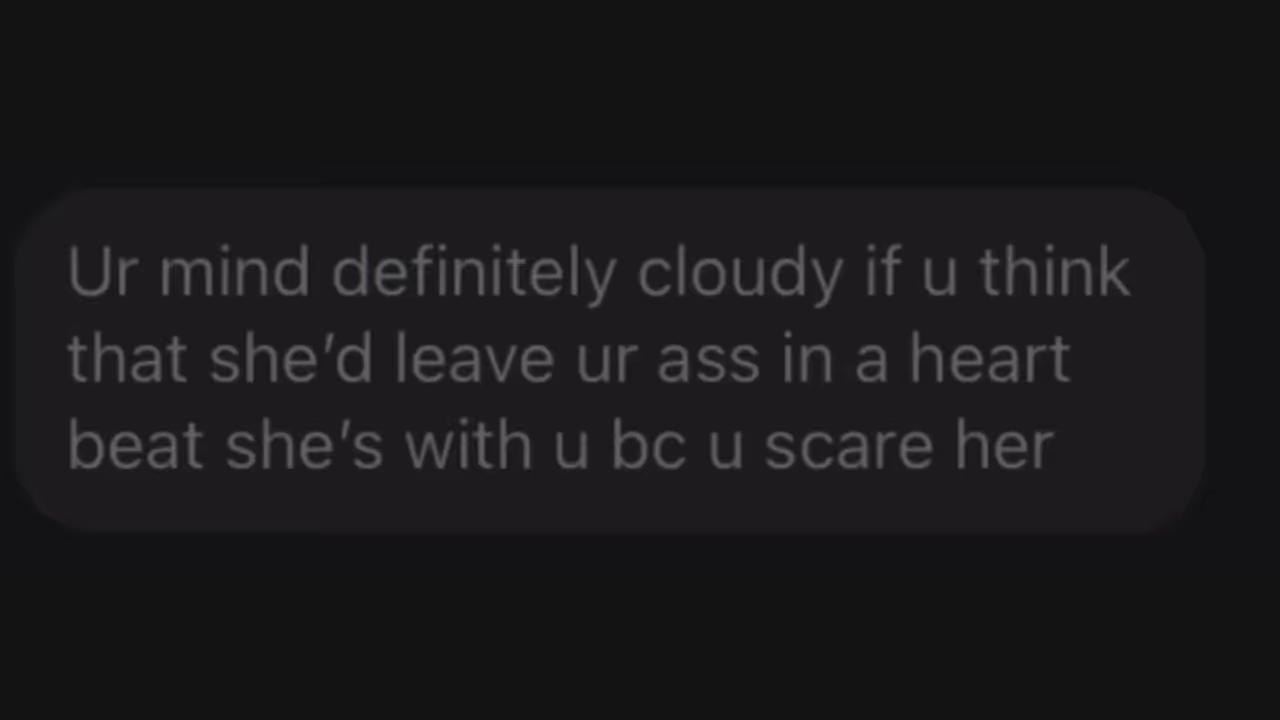 Ur mind definitely cloudy if u think
that she’d leave ur ass in a heart
beat she’s with u bc u scare her